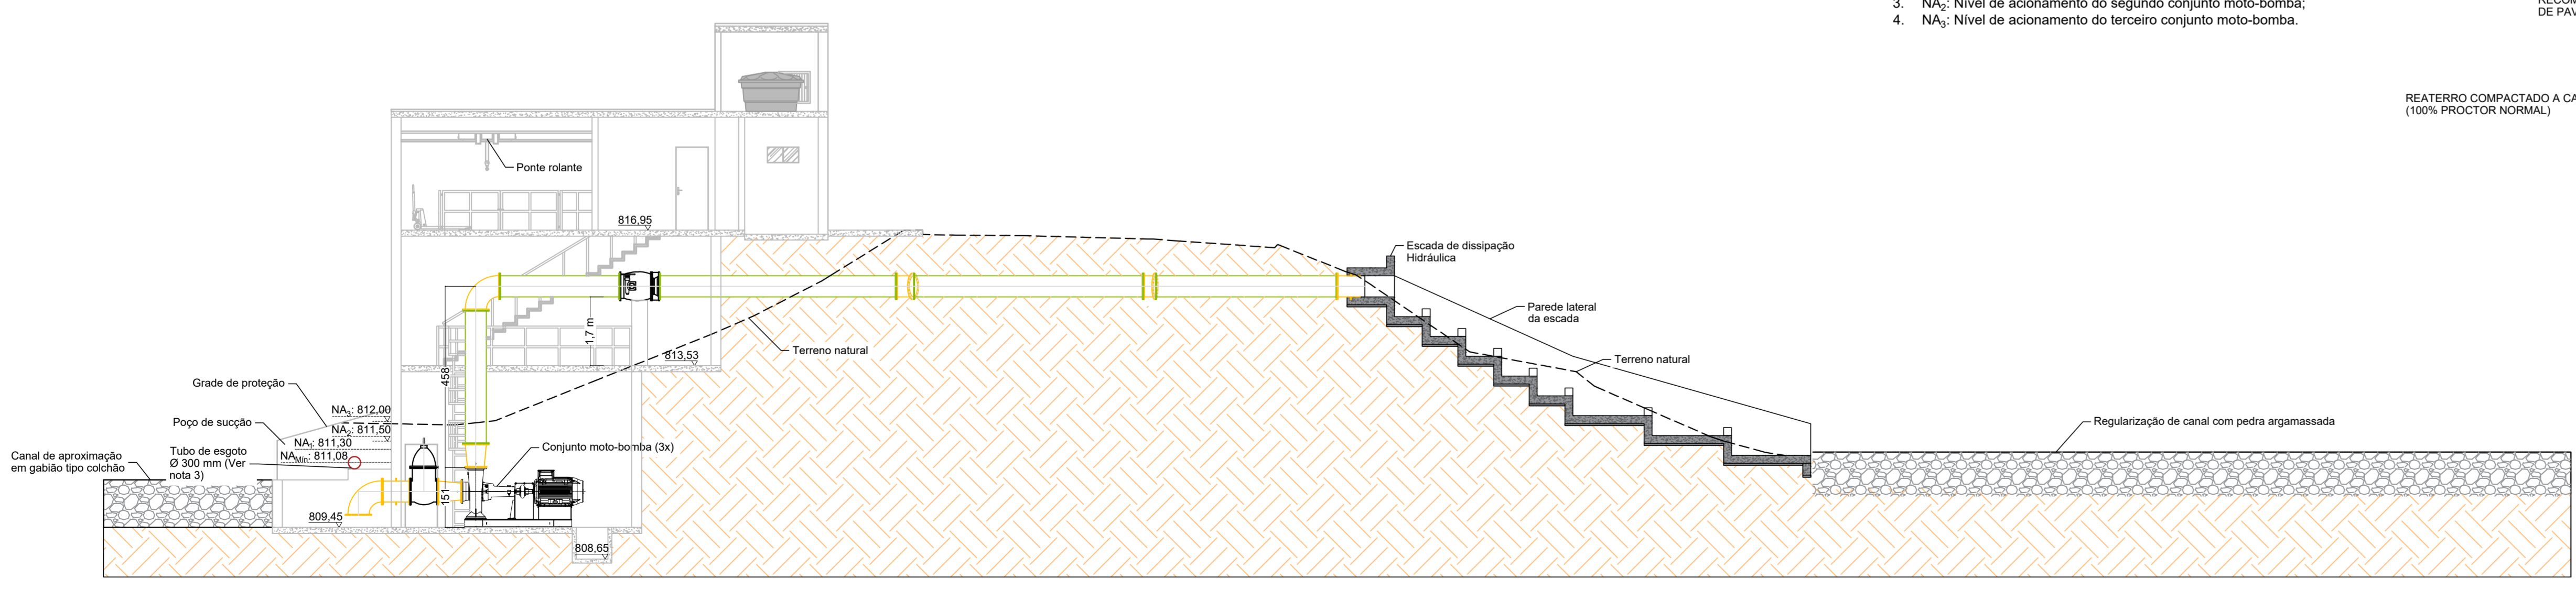 3. NA₂: Nível de acionamento do segundo conjunto moto-bomba;
4. NA₃: Nível de acionamento do terceiro conjunto moto-bomba.
DE PAV
REATERRO COMPACTADO A CA
(100% PROCTOR NORMAL)
Ponte rolante
816,95
Escada de dissipação
Hidráulica
Parede lateral
da escada
1,7 m
Terreno natural
813,53
Terreno natural
458
Grade de proteção
NA₃: 812,00
Poço de sucção
NA₂: 811,50
NA₁: 811,30
Tubo de esgoto
Ø 300 mm (Ver
nota 3)
NAMín: 811,08
Conjunto moto-bomba (3x)
Canal de aproximação
em gabião tipo colchão
Regularização de canal com pedra argamassada
151
809,45
808,65